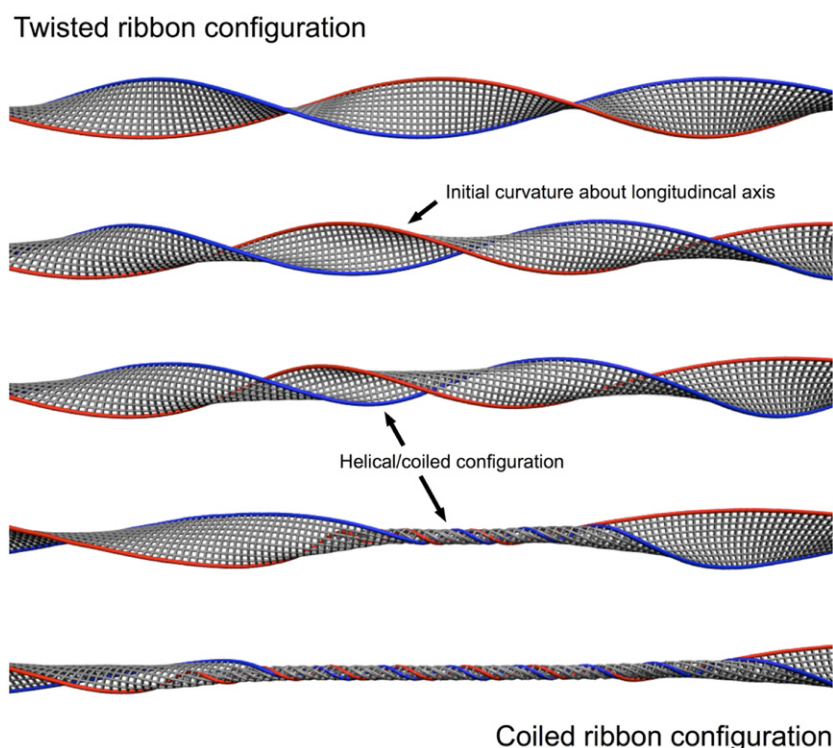 Twisted ribbon configuration
Initial curvature about longitudincal axis
Helical/coiled configuration
Coiled ribbon configuration